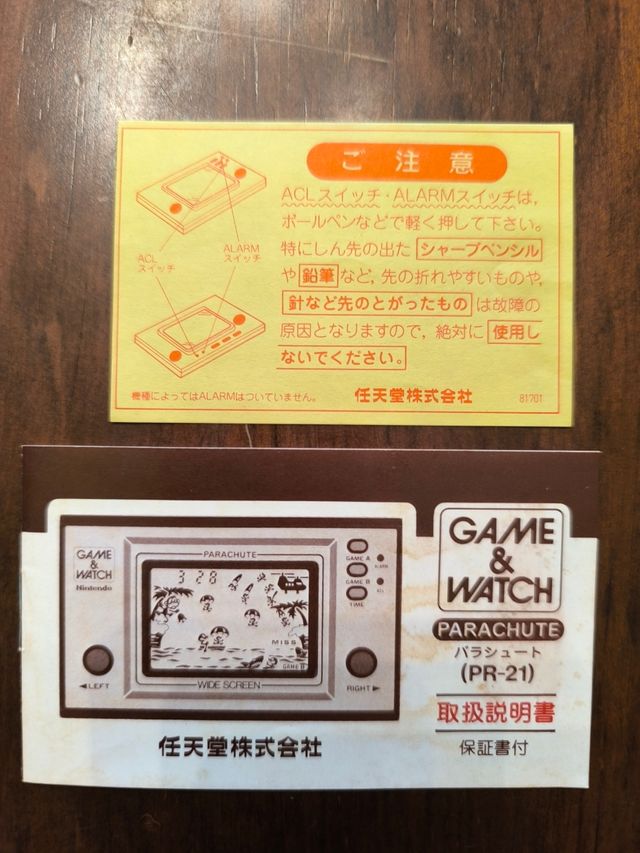 ご注意
ACLスイッチ・ALARMスイッチは,
ボールペンなどで軽く押して下さい。
特にしん先の出た シャープペンシル
や 鉛筆 など, 先の折れやすいものや,
針など先のとがったもの は故障の
原因となりますので, 絶対に 使用し
ないでください。
ACL
スイッチ
ALARM
スイッチ
機種によってはALARMはついていません。
任天堂株式会社
81701
GAME
&
WATCH
Nintendo
PARACHUTE
GAME A
ALARM
GAME B
ACL
TIME
328
MISS
GAME B
◀LEFT
WIDE SCREEN
RIGHT▶
任天堂株式会社
GAME
&
WATCH
PARACHUTE
パラシュート
(PR-21)
取扱説明書
保証書付